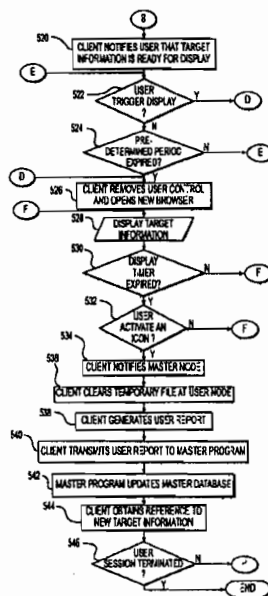 8
520
CLIENT NOTIFIES USER THAT TARGET
INFORMATION IS READY FOR DISPLAY
E
522
USER
TRIGGER DISPLAY
?
Y
D
N
524
PRE-
DETERMINED PERIOD
EXPIRED?
N
E
D
Y
526
CLIENT REMOVES USER CONTROL
AND OPENS NEW BROWSER
F
528
DISPLAY TARGET
INFORMATION
530
DISPLAY
TIMER
EXPIRED?
N
F
Y
532
USER
ACTIVATE AN
ICON ?
N
F
534
Y
CLIENT NOTIFIES MASTER NODE
536
CLIENT CLEARS TEMPORARY FILE AT USER NODE
538
CLIENT GENERATES USER REPORT
540
CLIENT TRANSMITS USER REPORT TO MASTER PROGRAM
542
MASTER PROGRAM UPDATES MASTER DATABASE
544
CLIENT OBTAINS REFERENCE TO
NEW TARGET INFORMATION
546
USER
SESSION TERMINATED
?
N
Y
END